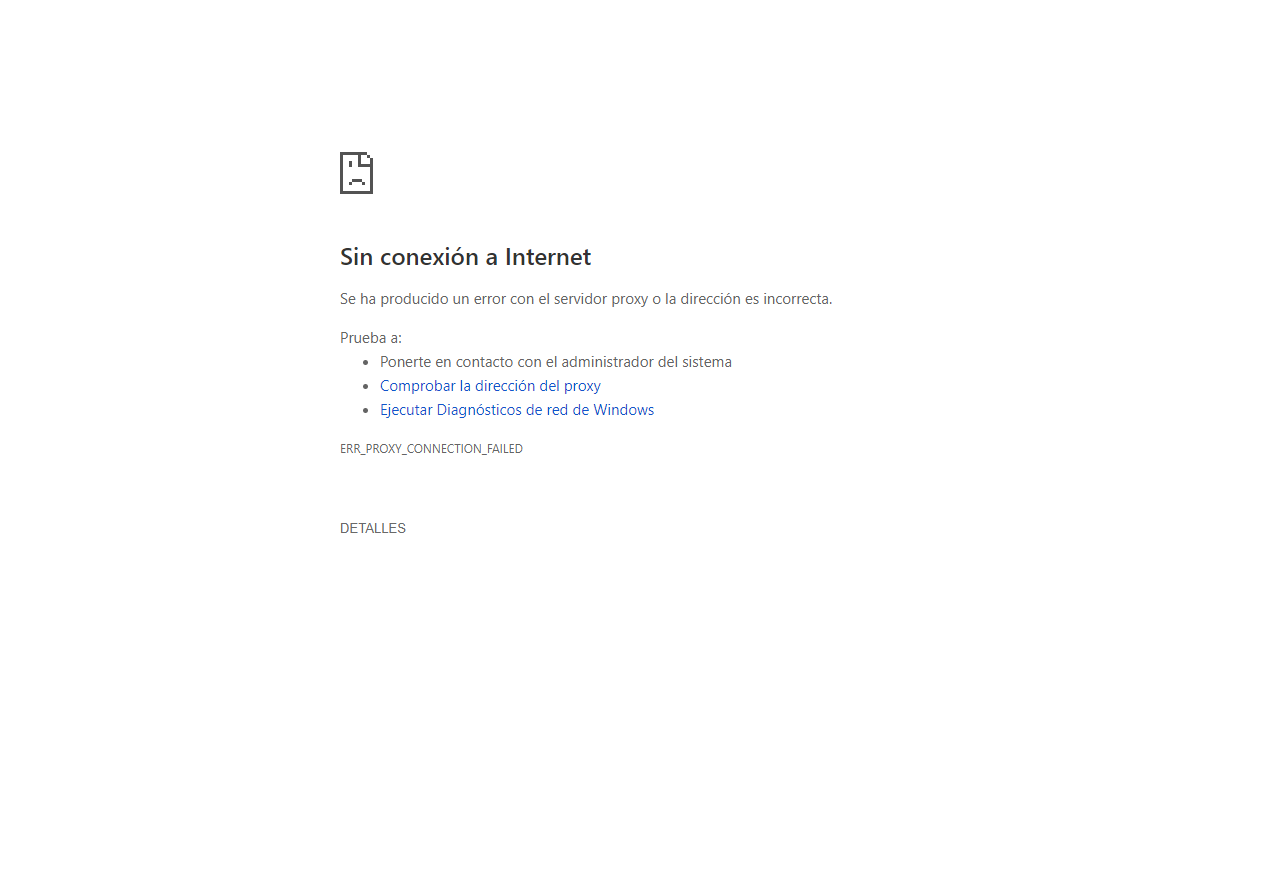 Sin conexión a Internet
Se ha producido un error con el servidor proxy o la dirección es incorrecta.
Prueba a:
Ponerte en contacto con el administrador del sistema
Comprobar la dirección del proxy
Ejecutar Diagnósticos de red de Windows
ERR_PROXY_CONNECTION_FAILED
DETALLES